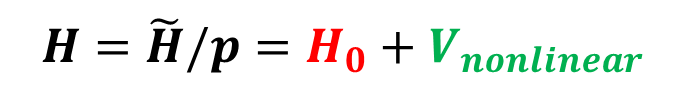 H = H̃/p = H₀ + V_nonlinear